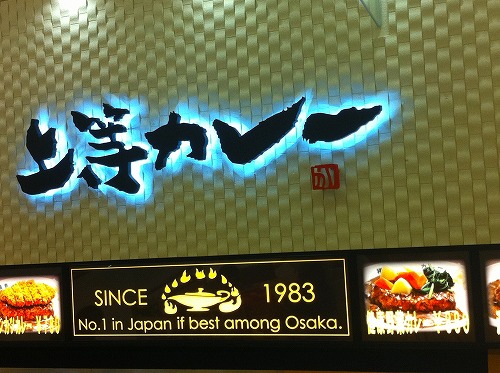 上等カレー
SINCE 1983
No.1 in Japan if best among Osaka.